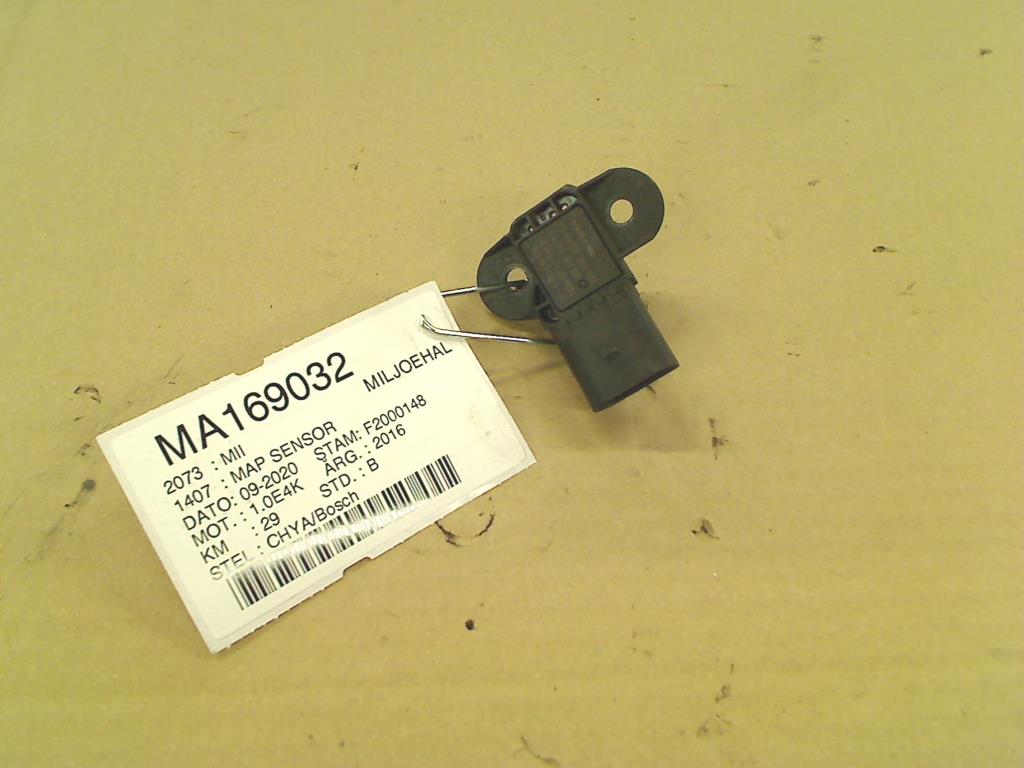 MA169032
MILJOEHAL
2073 : MII
1407 : MAP SENSOR
DATO: 09-2020 STAM: F2000148
MOT. : 1.0E4K ARG. : 2016
KM : 29 STD. : B
STEL : CHYA/Bosch